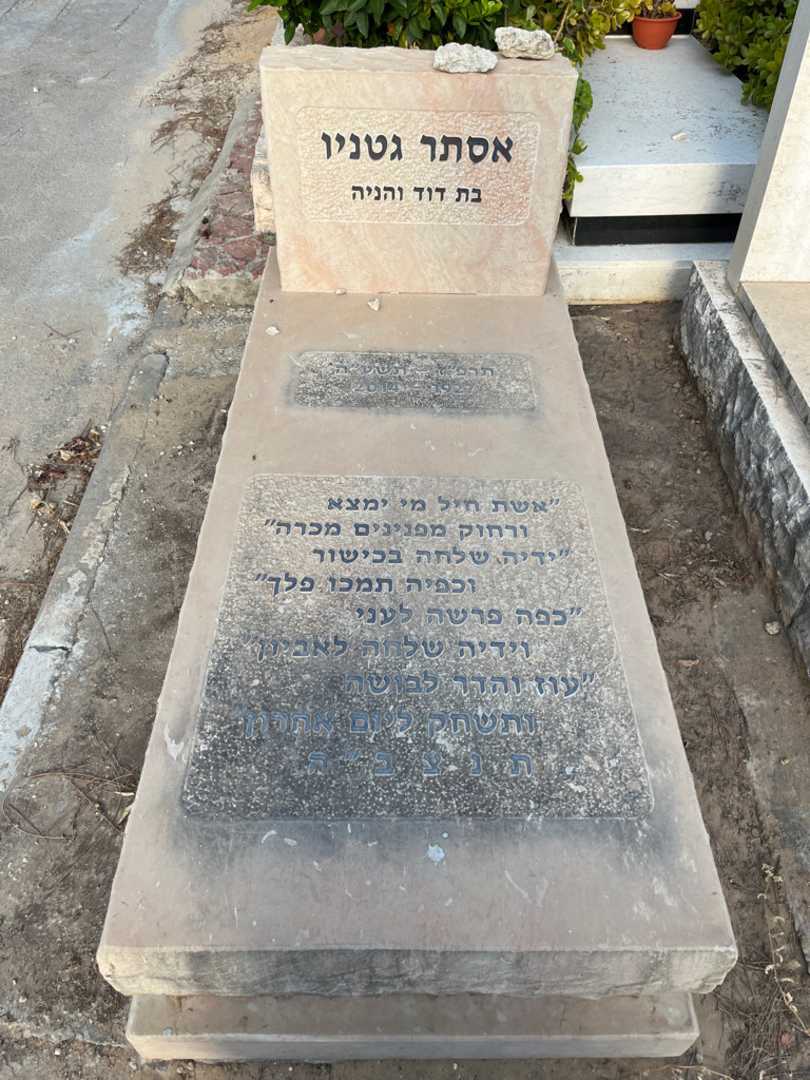 אסתר גטניו
בת דוד והניה
"אשת חיל מי ימצא
ורחוק מפנינים מכרה"
"ידיה שלחה בכישור
וכפיה תמכו פלך"
"כפה פרשה לעני
וידיה שלחה לאביון"
"עוז והדר לבושה
ותשחק ליום אחרון"
ת נ צ ב "ה